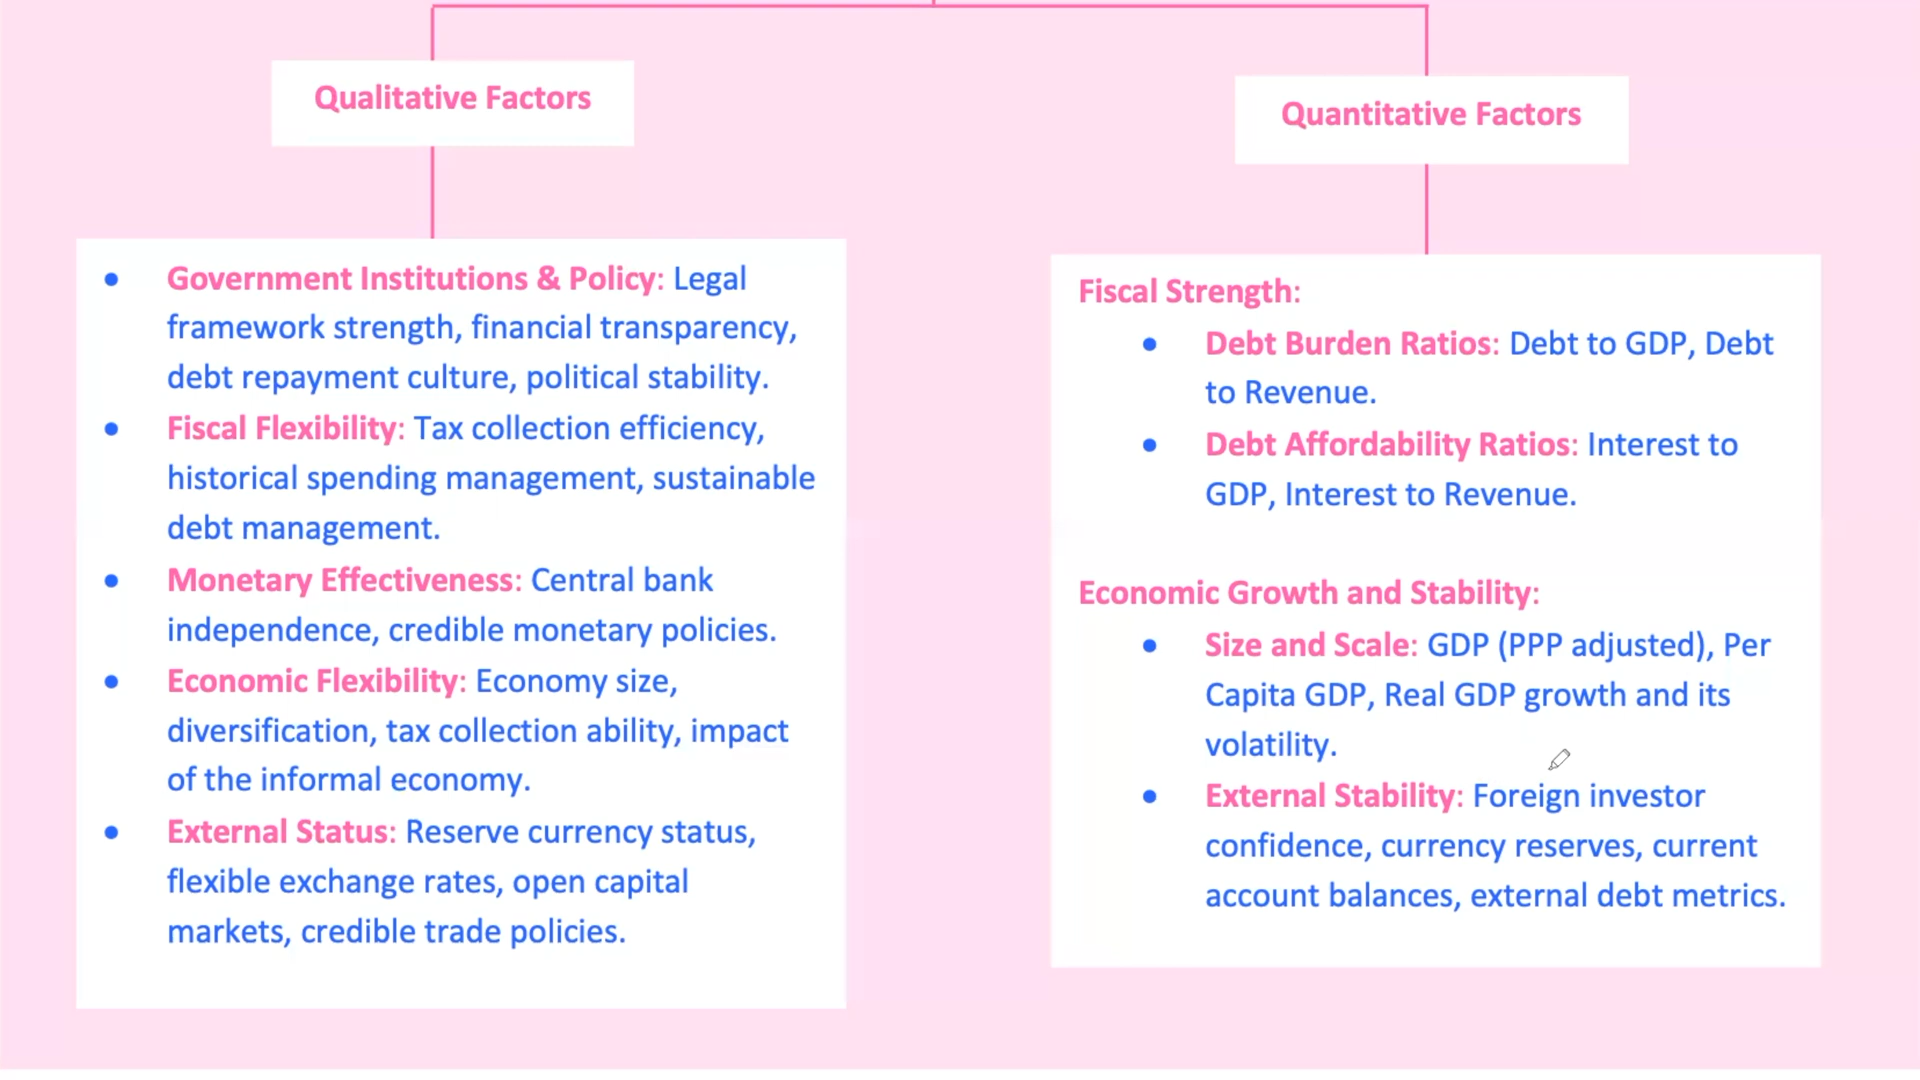 Qualitative Factors
Government Institutions & Policy: Legal
framework strength, financial transparency,
debt repayment culture, political stability.
Fiscal Flexibility: Tax collection efficiency,
historical spending management, sustainable
debt management.
Monetary Effectiveness: Central bank
independence, credible monetary policies.
Economic Flexibility: Economy size,
diversification, tax collection ability, impact
of the informal economy.
External Status: Reserve currency status,
flexible exchange rates, open capital
markets, credible trade policies.
Quantitative Factors
Fiscal Strength:
Debt Burden Ratios: Debt to GDP, Debt
to Revenue.
Debt Affordability Ratios: Interest to
GDP, Interest to Revenue.
Economic Growth and Stability:
Size and Scale: GDP (PPP adjusted), Per
Capita GDP, Real GDP growth and its
volatility.
External Stability: Foreign investor
confidence, currency reserves, current
account balances, external debt metrics.